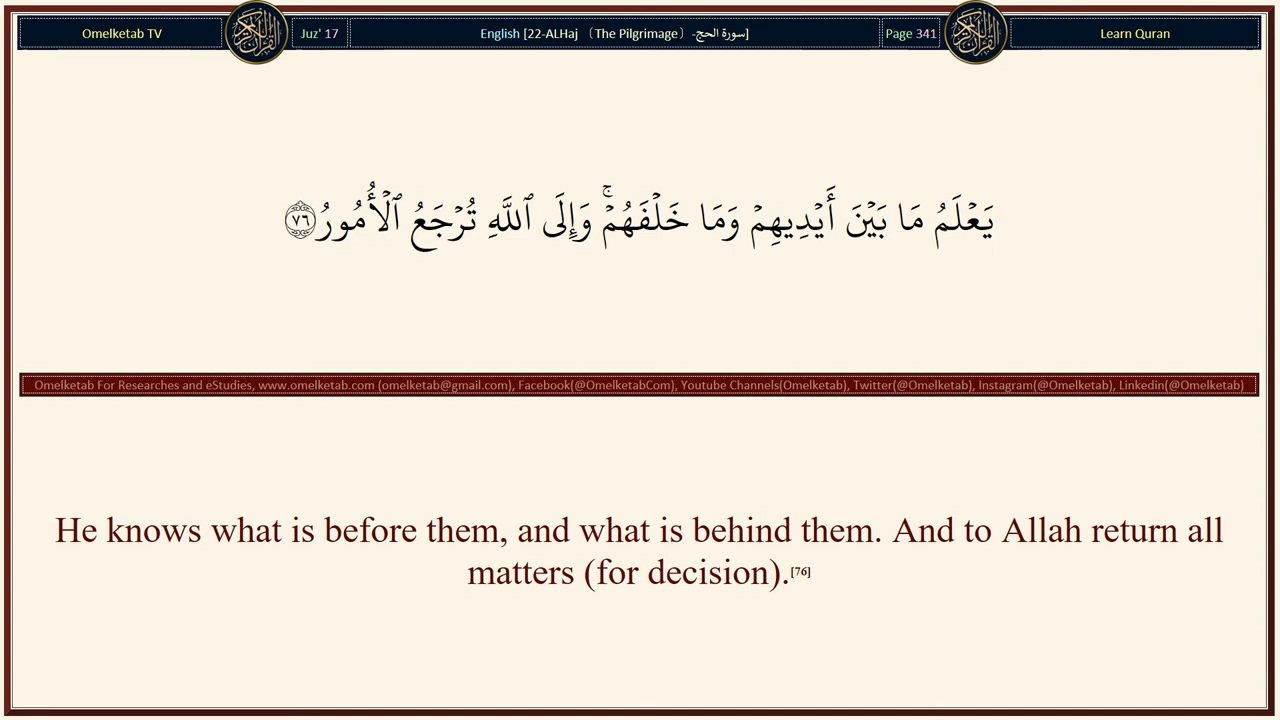 Omelketab TV
Juz' 17
English [22-ALHaj （The Pilgrimage）-سورة الحج]
Page 341
Learn Quran
يَعْلَمُ مَا بَيْنَ أَيْدِيهِمْ وَمَا خَلْفَهُمْ ۚ وَإِلَى ٱللَّهِ تُرْجَعُ ٱلْأُمُورُ ٧٦
Omelketab For Researches and eStudies, www.omelketab.com (omelketab@gmail.com), Facebook(@OmelketabCom), Youtube Channels(Omelketab), Twitter(@Omelketab), Instagram(@Omelketab), Linkedin(@Omelketab)
He knows what is before them, and what is behind them. And to Allah return all
matters (for decision).[76]